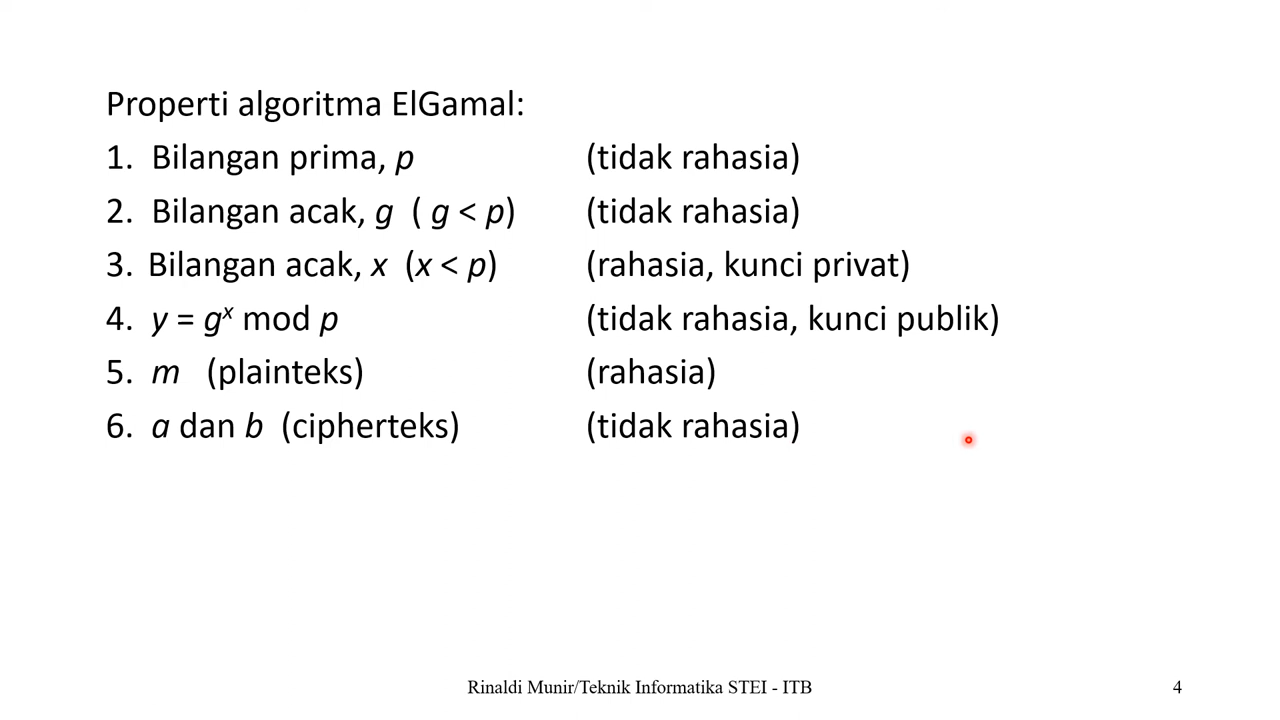 Properti algoritma ElGamal:
1. Bilangan prima, p (tidak rahasia)
2. Bilangan acak, g ( g < p) (tidak rahasia)
3. Bilangan acak, x (x < p) (rahasia, kunci privat)
4. y = gˣ mod p (tidak rahasia, kunci publik)
5. m (plainteks) (rahasia)
6. a dan b (cipherteks) (tidak rahasia)
Rinaldi Munir/Teknik Informatika STEI - ITB 4